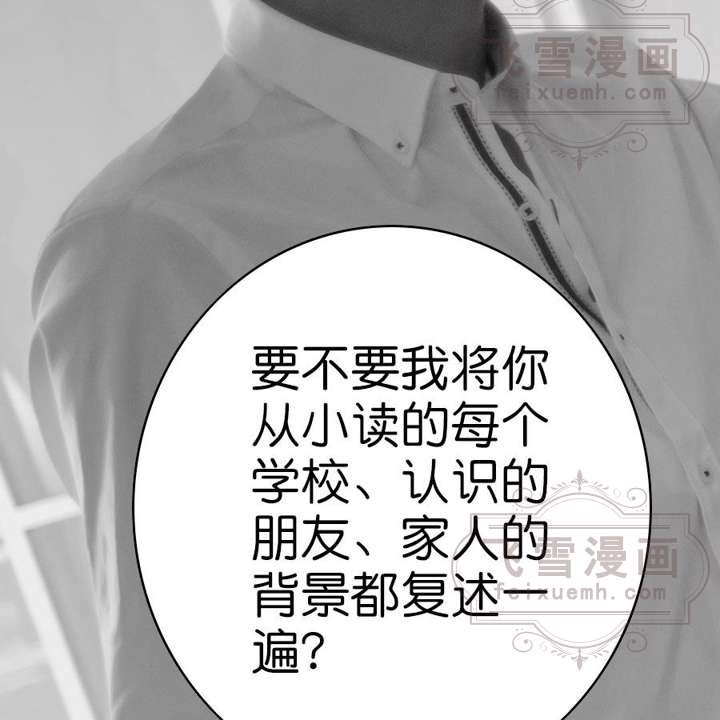 飞雪漫画
feixuemh.com
要不要我将你
从小读的每个
学校、认识的
朋友、家人的
背景都复述一
遍?
飞雪漫画
feixuemh.com